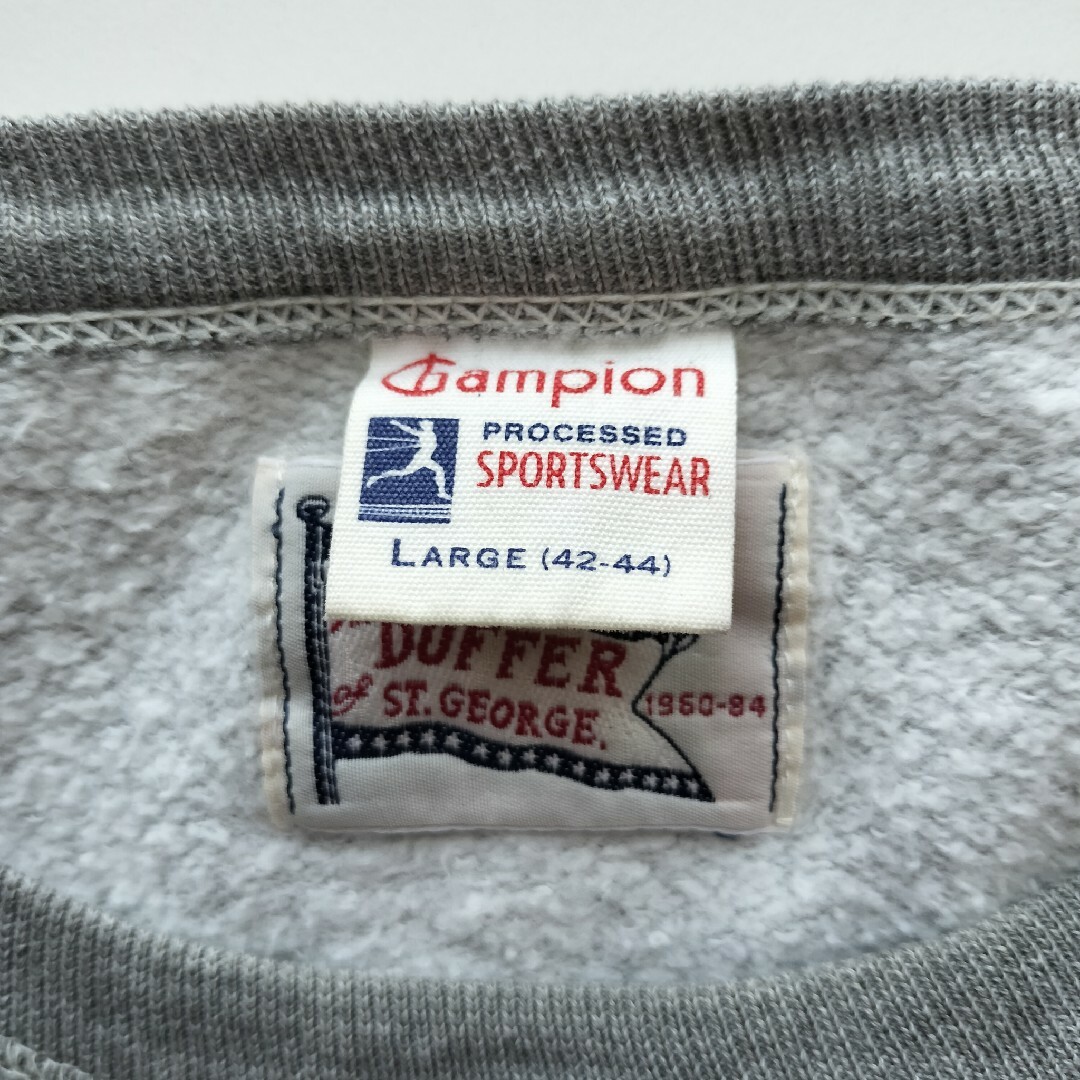 Champion
PROCESSED
SPORTSWEAR
LARGE (42-44)
DUFFER
of ST. GEORGE.
1960-84